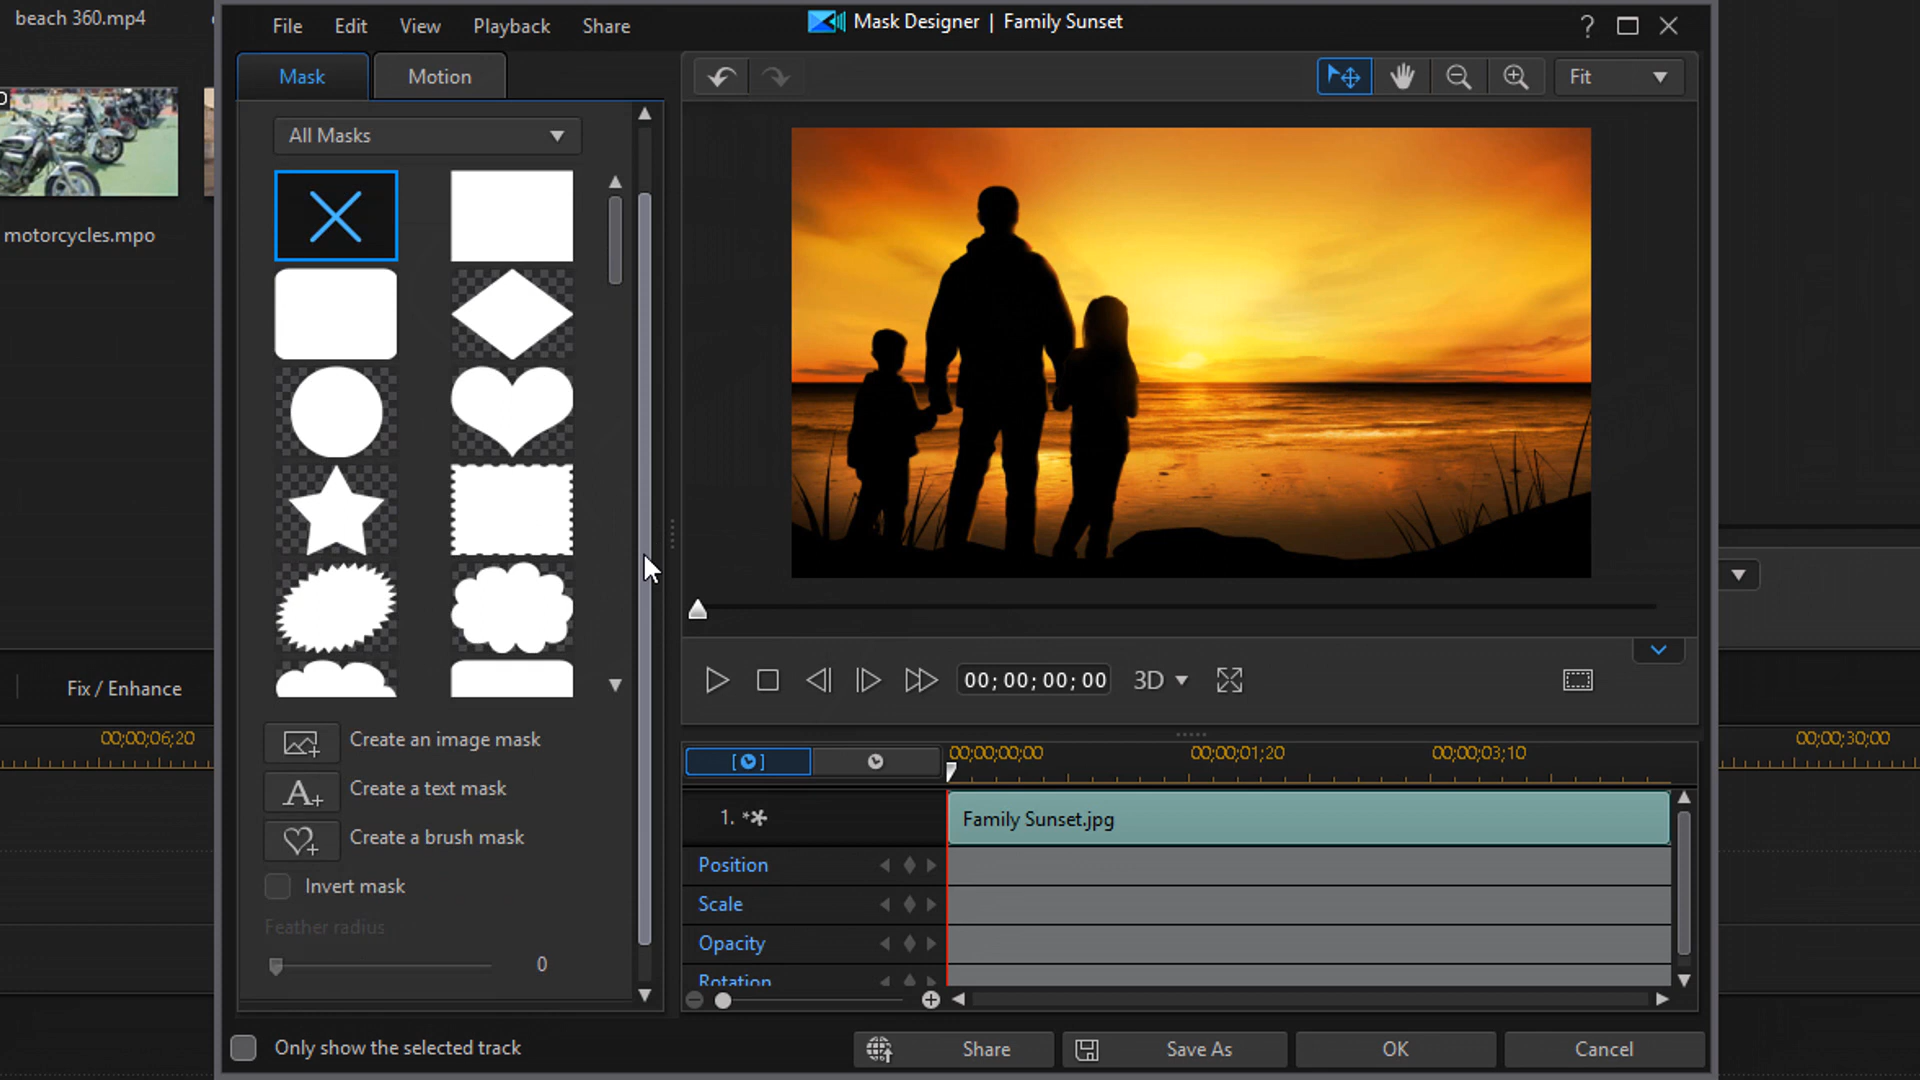 beach 360.mp4
File Edit View Playback Share
Mask Designer | Family Sunset
?
Mask Motion
Fit
All Masks
motorcycles.mpo
00;00;00;00 3D
Fix / Enhance
00;00;06;20
Create an image mask
Create a text mask
Create a brush mask
Invert mask
Feather radius
0
00;00;00;00 00;00;01;20 00;00;03;10
00;00;30;00
1. Family Sunset.jpg
Position
Scale
Opacity
Rotation
Only show the selected track
Share Save As OK Cancel